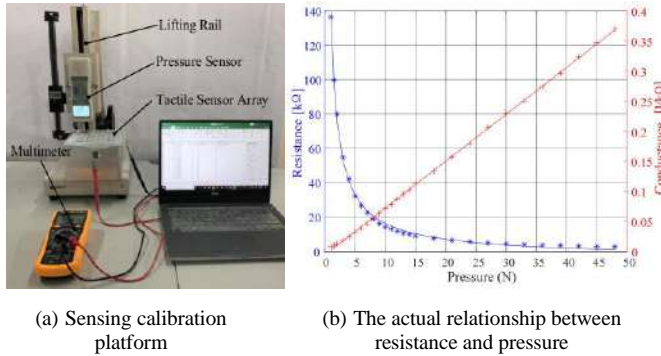 Lifting Rail
Pressure Sensor
Tactile Sensor Array
Multimeter
(a) Sensing calibration
platform
Resistance [kΩ]
140
120
100
80
60
40
20
0
0 5 10 15 20 25 30 35 40 45 50
Pressure (N)
0.4
0.35
0.3
0.25
0.2
0.15
0.1
0.05
0
Conductance [1/kΩ]
(b) The actual relationship between
resistance and pressure